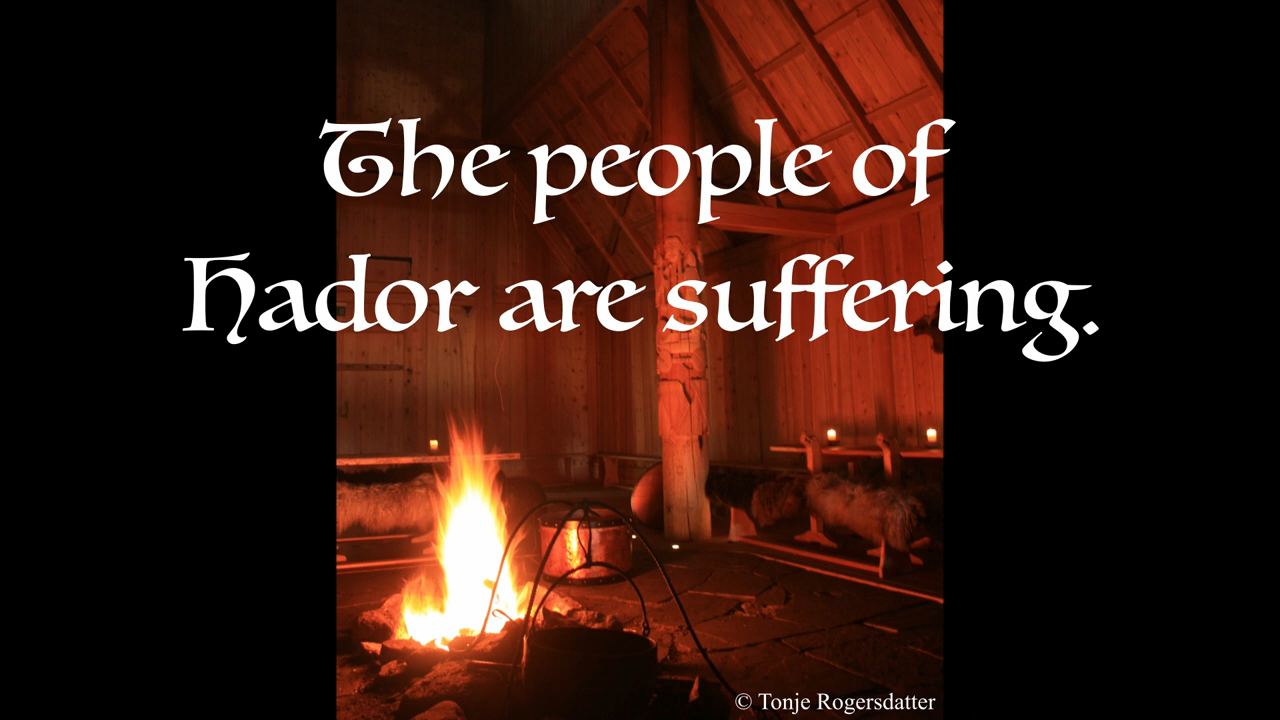 The people of
Hador are suffering.
© Tonje Rogersdatter